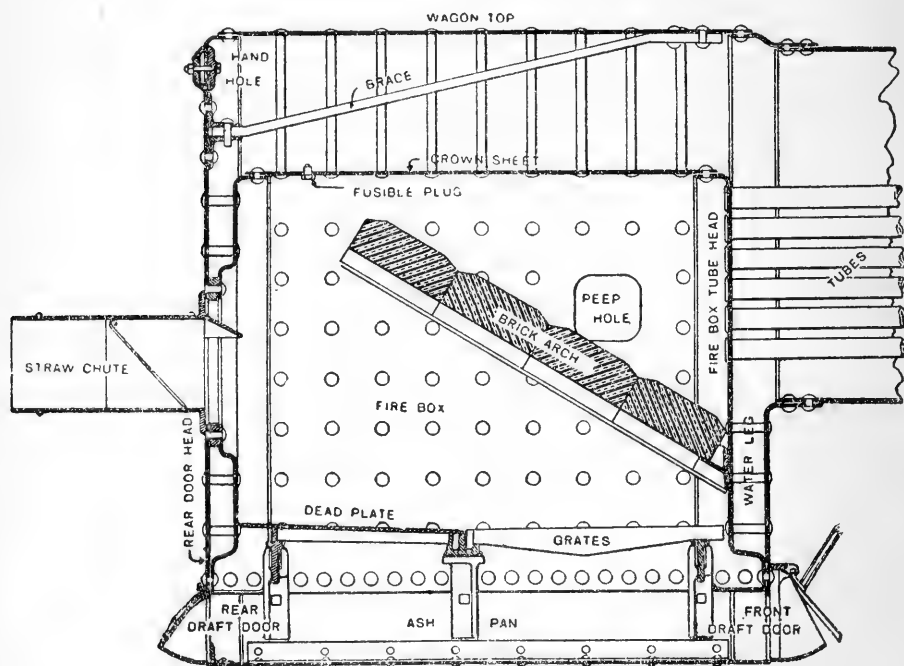 WAGON TOP
HAND
HOLE
BRACE
CROWN SHEET
FUSIBLE PLUG
FIRE BOX TUBE HEAD
TUBES
PEEP
HOLE
BRICK ARCH
STRAW CHUTE
FIRE BOX
REAR DOOR HEAD
WATER LEG
DEAD PLATE
GRATES
REAR
DRAFT DOOR
ASH PAN
FRONT
DRAFT DOOR